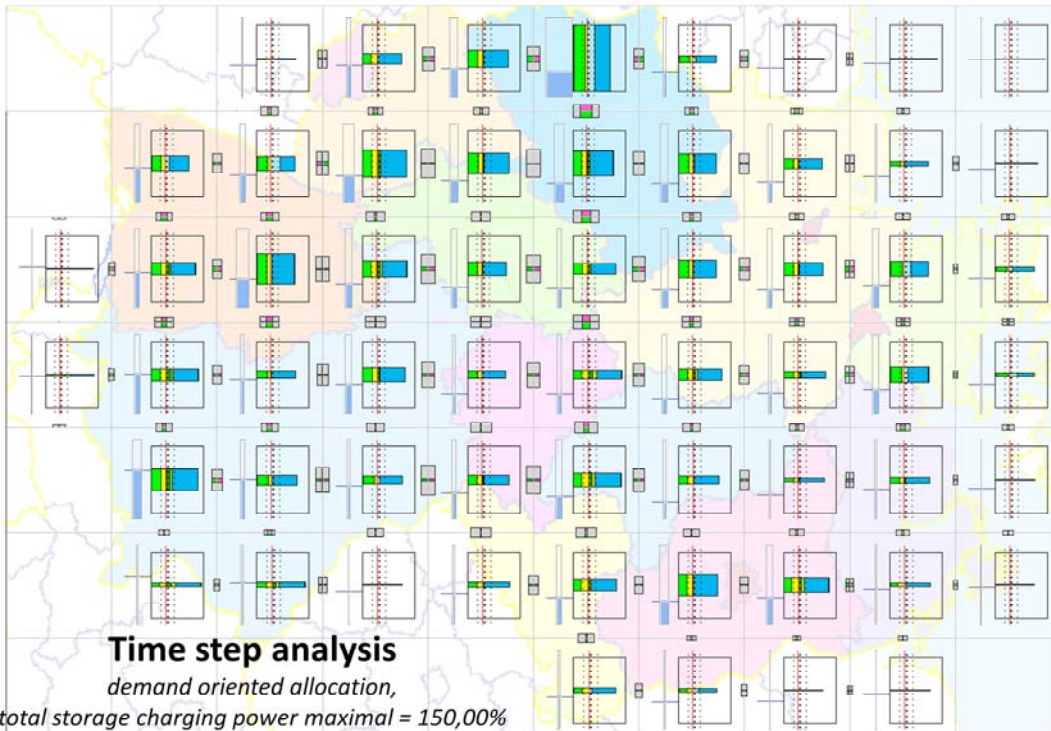 Time step analysis
demand oriented allocation,
total storage charging power maximal = 150,00%